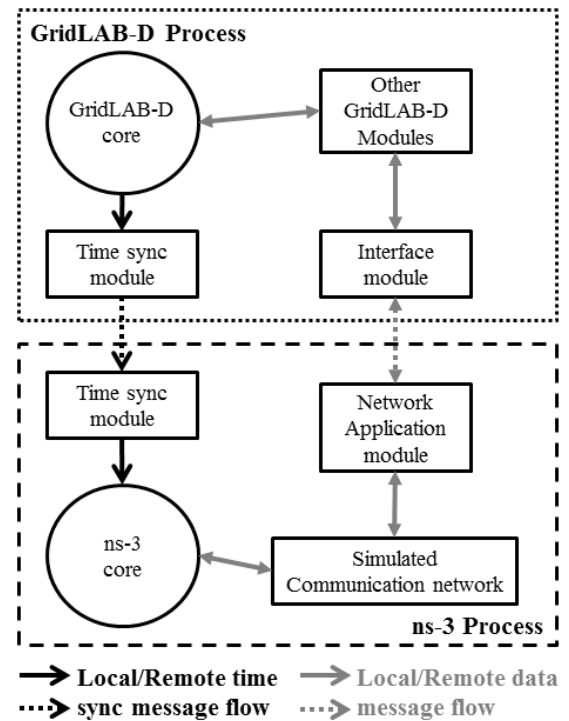 GridLAB-D Process
GridLAB-D
core
Other
GridLAB-D
Modules
Time sync
module
Interface
module
Time sync
module
Network
Application
module
ns-3
core
Simulated
Communication network
ns-3 Process
Local/Remote time
sync message flow
Local/Remote data
message flow